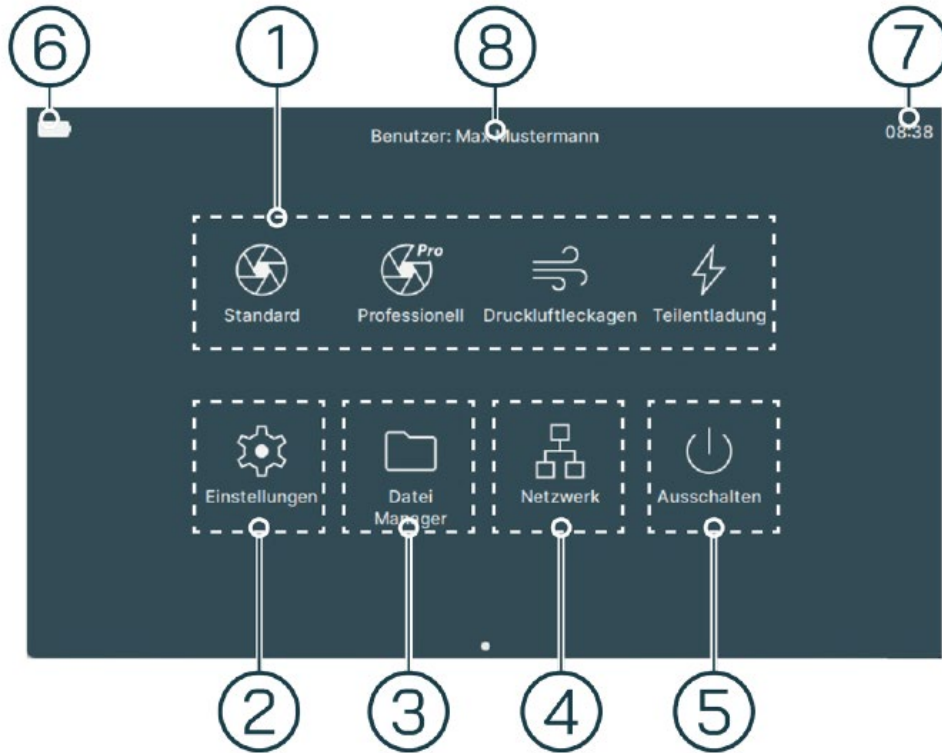 6
1
8
7
Benutzer: Max Mustermann
08:38
Pro
Standard
Professionell
Druckluftleckagen
Teilentladung
Einstellungen
Datei
Manager
Netzwerk
Ausschalten
2
3
4
5